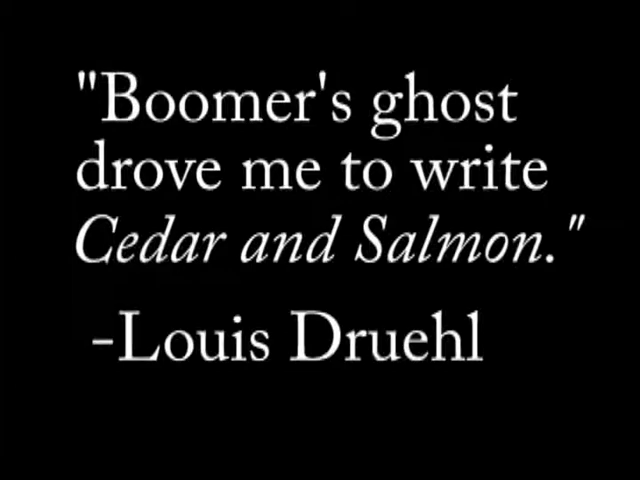 "Boomer's ghost
drove me to write
Cedar and Salmon."
-Louis Druehl